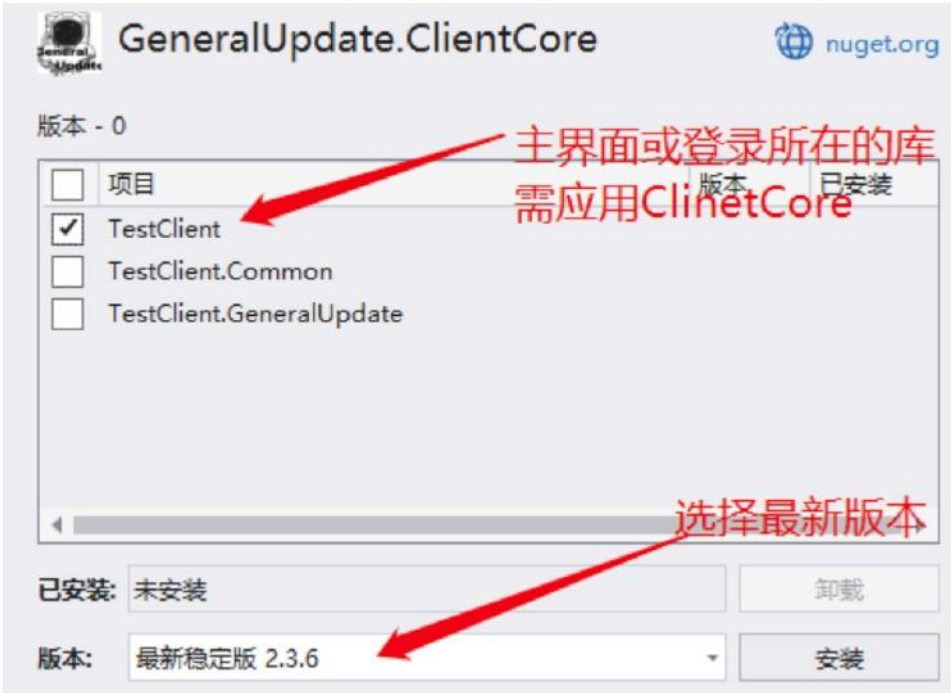 General
Update
GeneralUpdate.ClientCore
nuget.org
版本 - 0
主界面或登录所在的库
需应用ClinetCore
项目
版本
已安装
TestClient
TestClient.Common
TestClient.GeneralUpdate
选择最新版本
已安装:
未安装
卸载
版本:
最新稳定版 2.3.6
安装